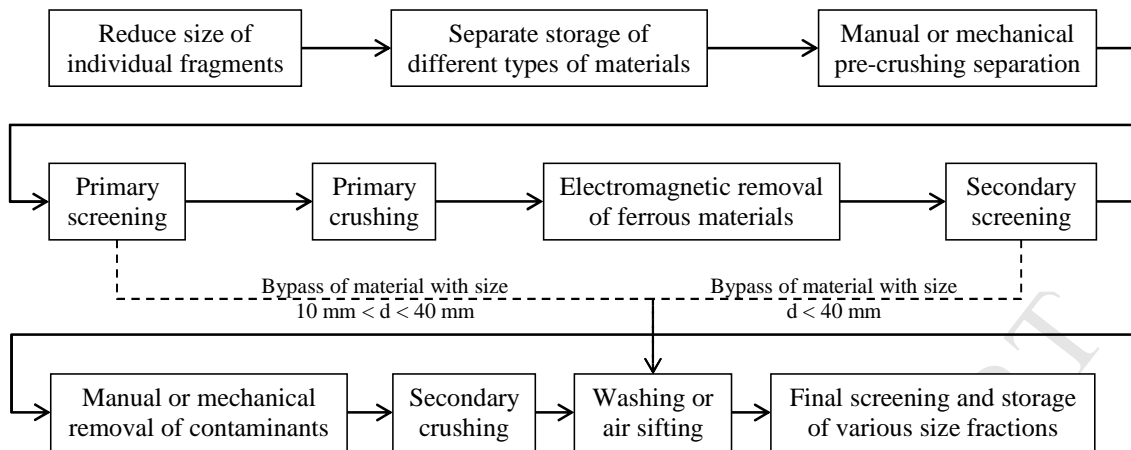 Reduce size of
individual fragments
Separate storage of
different types of materials
Manual or mechanical
pre-crushing separation
Primary
screening
Primary
crushing
Electromagnetic removal
of ferrous materials
Secondary
screening
Bypass of material with size
10 mm < d < 40 mm
Bypass of material with size
d < 40 mm
Manual or mechanical
removal of contaminants
Secondary
crushing
Washing or
air sifting
Final screening and storage
of various size fractions